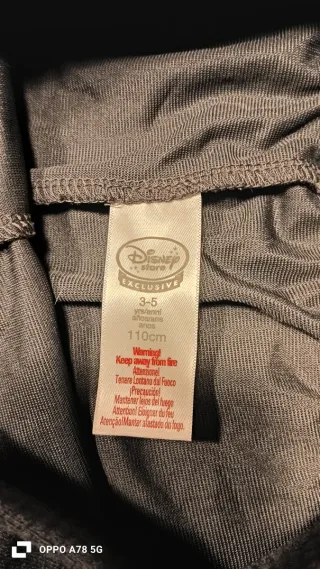 Disney
store
EXCLUSIVE
3-5
yrs/anni
años/ans
anos
110cm
Warning!
Keep away from fire
Attenzione!
Tenere Lontano dal Fuoco
¡Precaución!
Mantener lejos del fuego
Attention! Eloigner du feu
Atenção! Manter afastado do fogo.
OPPO A78 5G